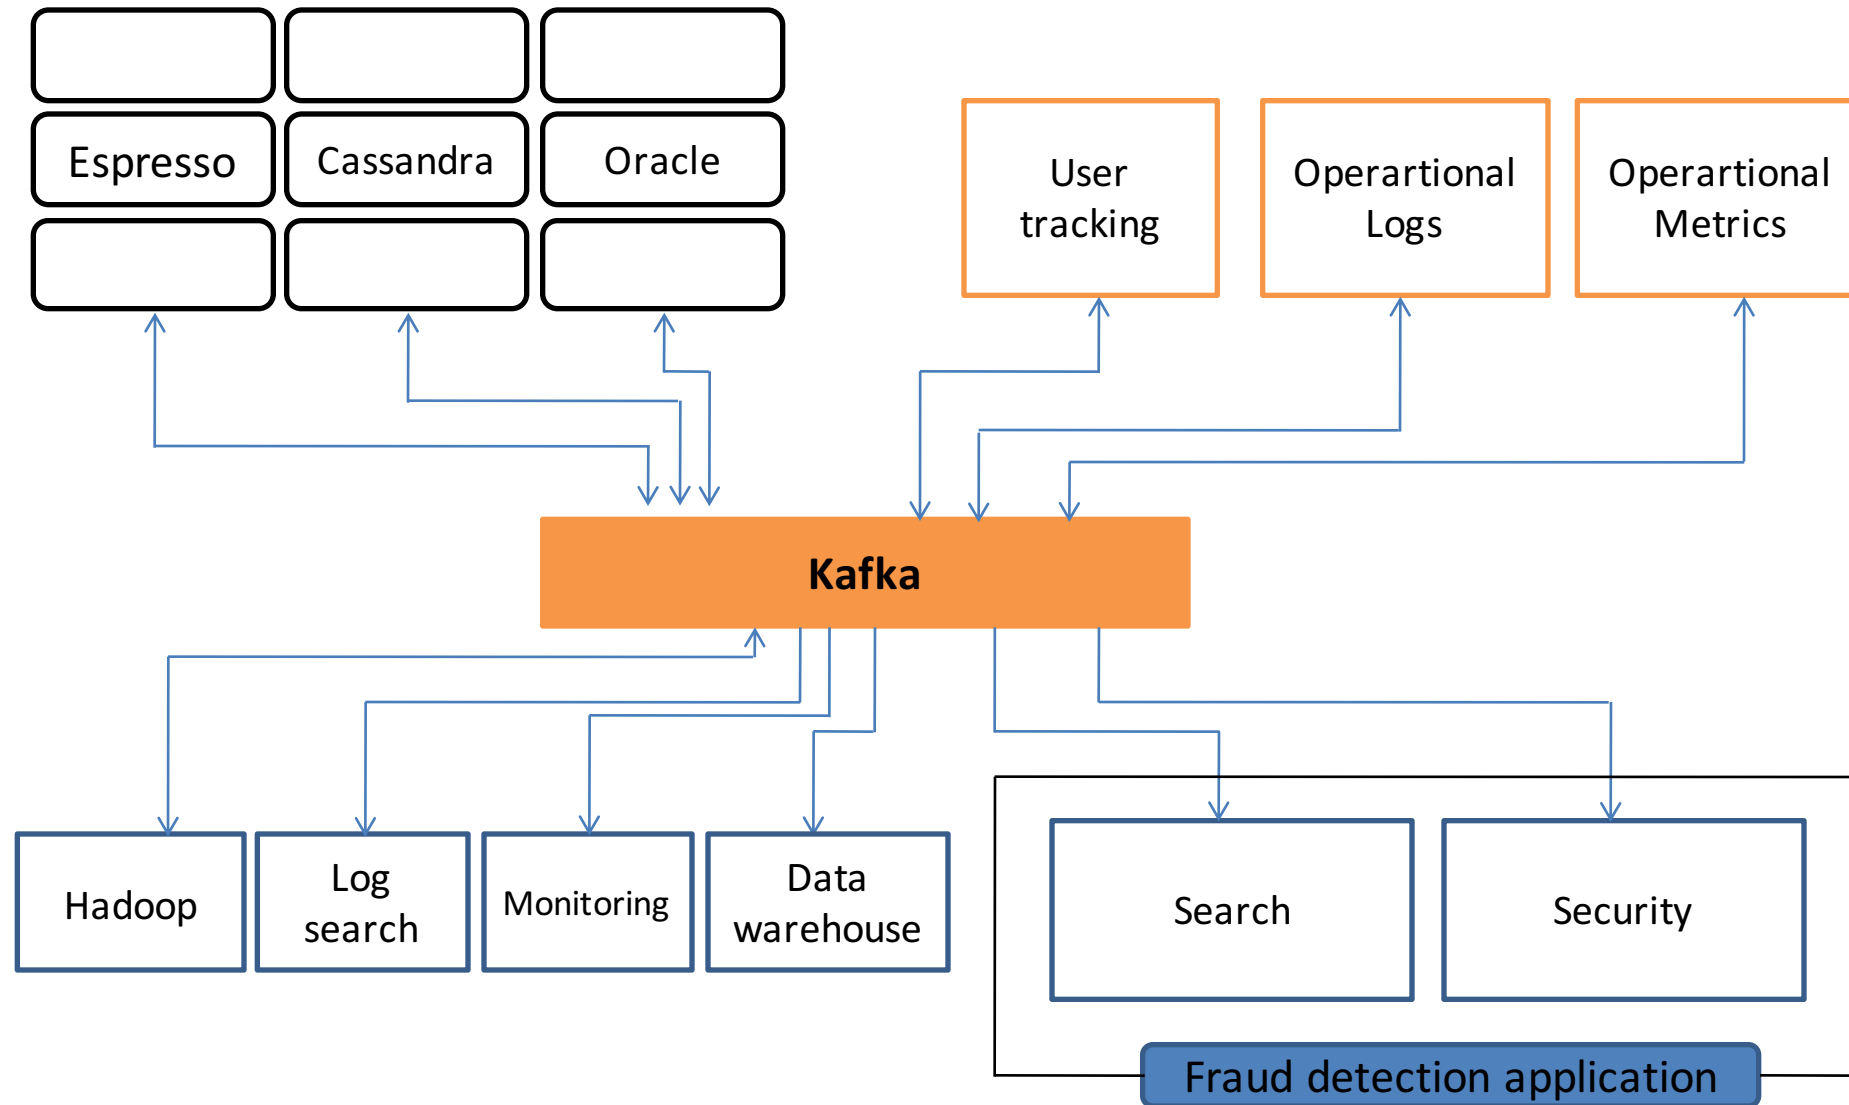 Espresso
Cassandra
Oracle
User
tracking
Operartional
Logs
Operartional
Metrics
Kafka
Hadoop
Log
search
Monitoring
Data
warehouse
Search
Security
Fraud detection application